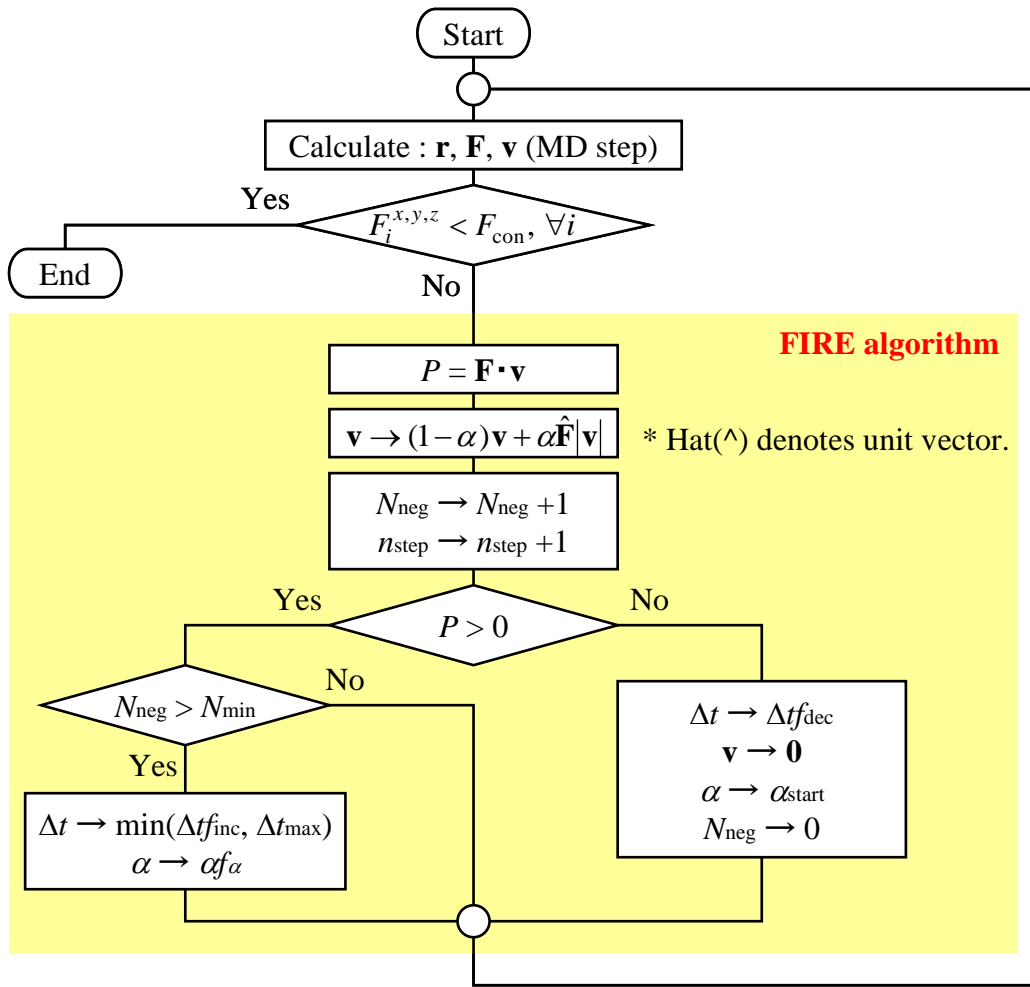 Start
Calculate : r, F, v (MD step)
Yes
F_i^{x,y,z} < F_con, ∀i
End
No
FIRE algorithm
P = F·v
v → (1−α)v + αF̂|v|
* Hat(^) denotes unit vector.
N_neg → N_neg +1
n_step → n_step +1
Yes
No
P > 0
No
N_neg > N_min
Yes
Δt → min(Δtf_inc, Δt_max)
α → αf_α
Δt → Δtf_dec
v → 0
α → α_start
N_neg → 0